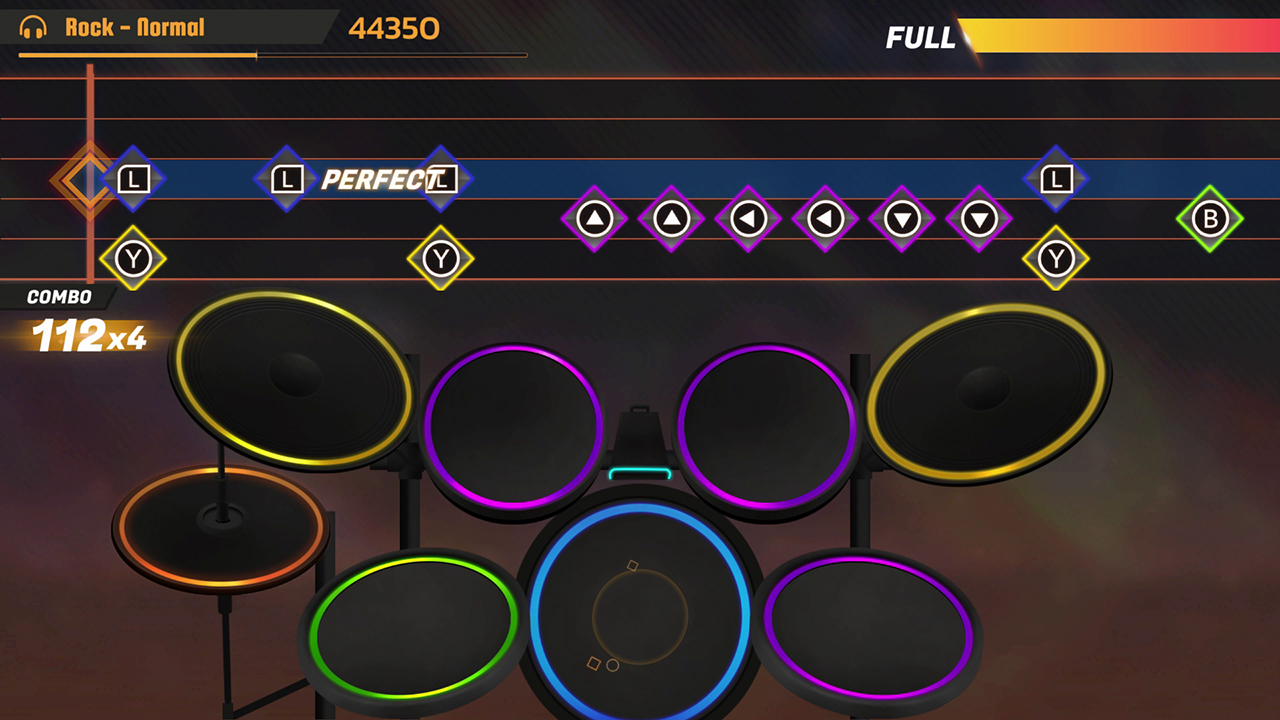 Rock - Normal
44350
FULL
L L PERFECT L L
B
Y Y Y
COMBO
112x4